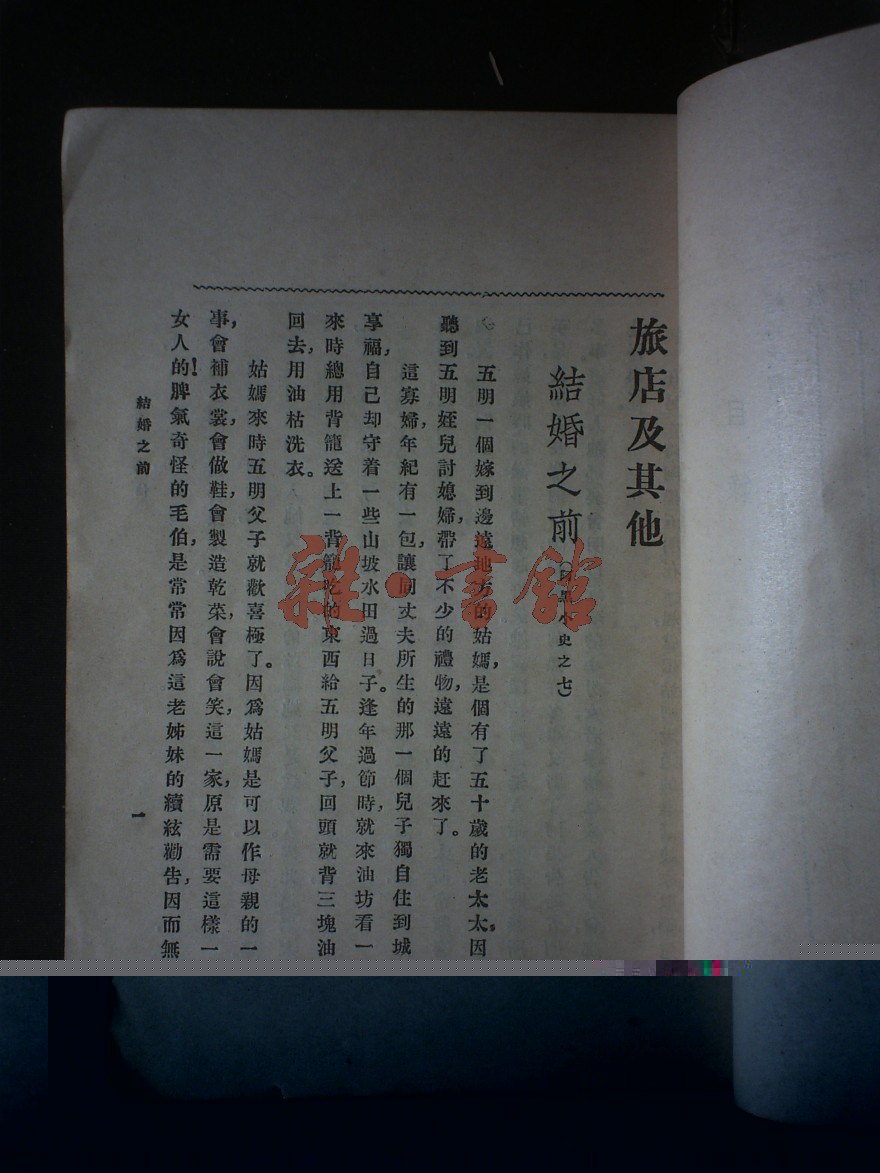 旅店及其他
結婚之前
小史之七)
五明一個嫁到邊遠地方的姑媽,是個有了五十歲的老太太,因
聽到五明姪兒討媳婦,帶了不少的禮物,遠遠的赶來了。
這寡婦,年紀有一包,讓同丈夫所生的那一個兒子獨自住到城
享福,自己却守着一些山坡水田過日子。逢年過節時,就來油坊看一
來時總用背籠送上一背籠吃的東西給五明父子,回頭就背三塊油
回去,用油枯洗衣。
姑媽來時五明父子就歡喜極了。因爲姑媽是可以作母親的一
事,會補衣裳,會做鞋,會製造乾菜,會說會笑,這一家,原是需要這樣一
女人的!脾氣奇怪的毛伯,是常常因爲這老姊妹的續絃勸告,因而無
結婚之前
一
雜·書館